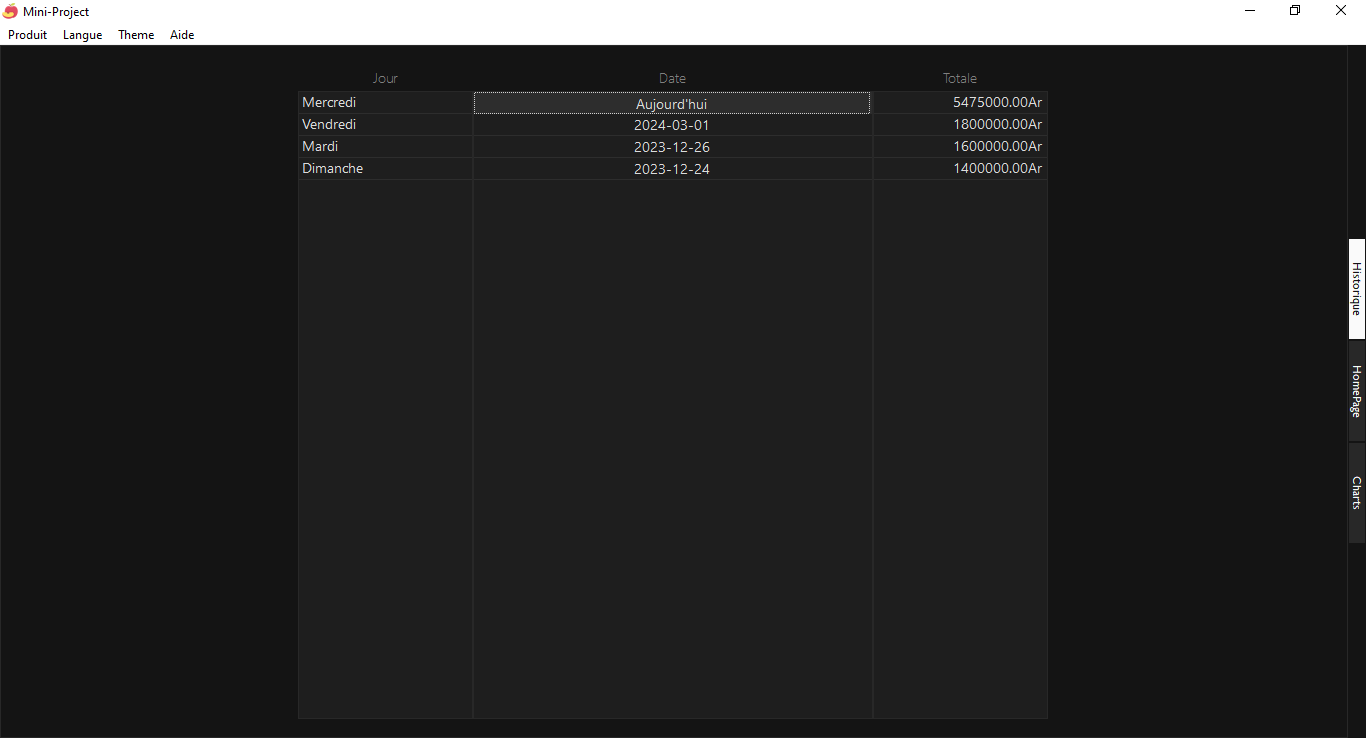 Mini-Project
Produit Langue Theme Aide
Jour Date Totale
Mercredi Aujourd'hui 5475000.00Ar
Vendredi 2024-03-01 1800000.00Ar
Mardi 2023-12-26 1600000.00Ar
Dimanche 2023-12-24 1400000.00Ar
Historique
HomePage
Charts